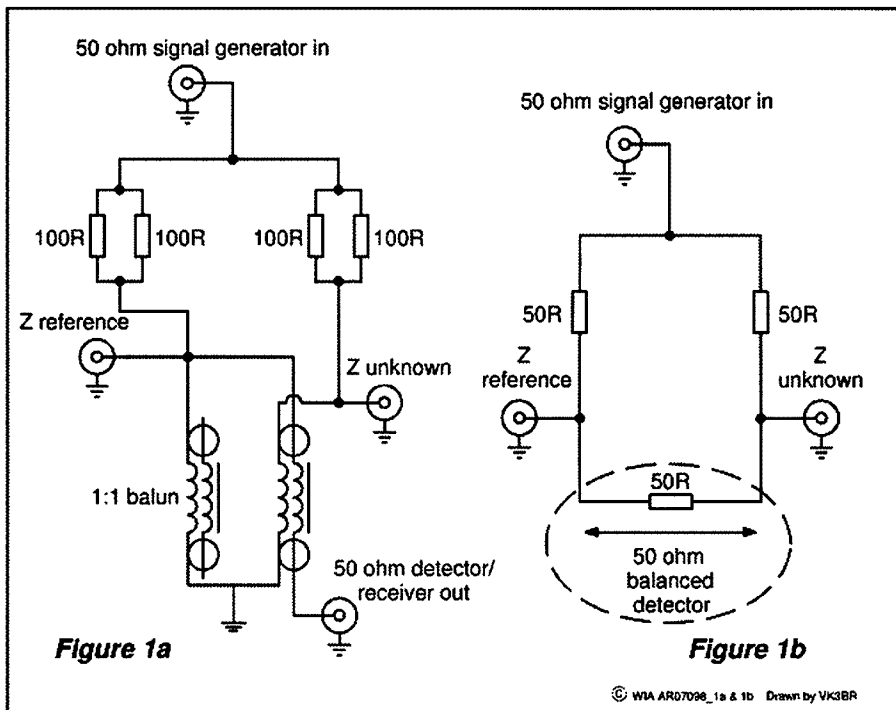 50 ohm signal generator in
100R
100R
100R
100R
Z reference
Z unknown
1:1 balun
50 ohm detector/
receiver out
Figure 1a
50 ohm signal generator in
50R
50R
Z
reference
Z
unknown
50R
50 ohm
balanced
detector
Figure 1b
© WIA AR07098_1a & 1b Drawn by VK3BR